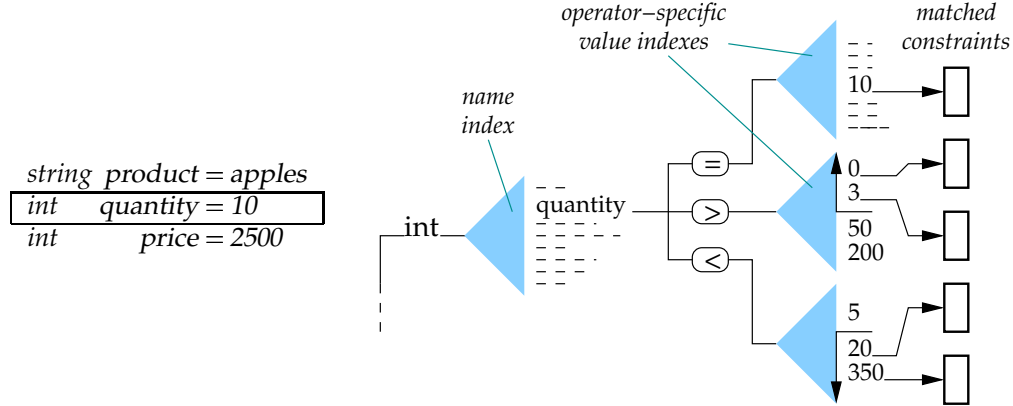 string product = apples
int quantity = 10
int price = 2500
int
name
index
quantity
operator–specific
value indexes
=
>
<
10
0
3
50
200
5
20
350
matched
constraints